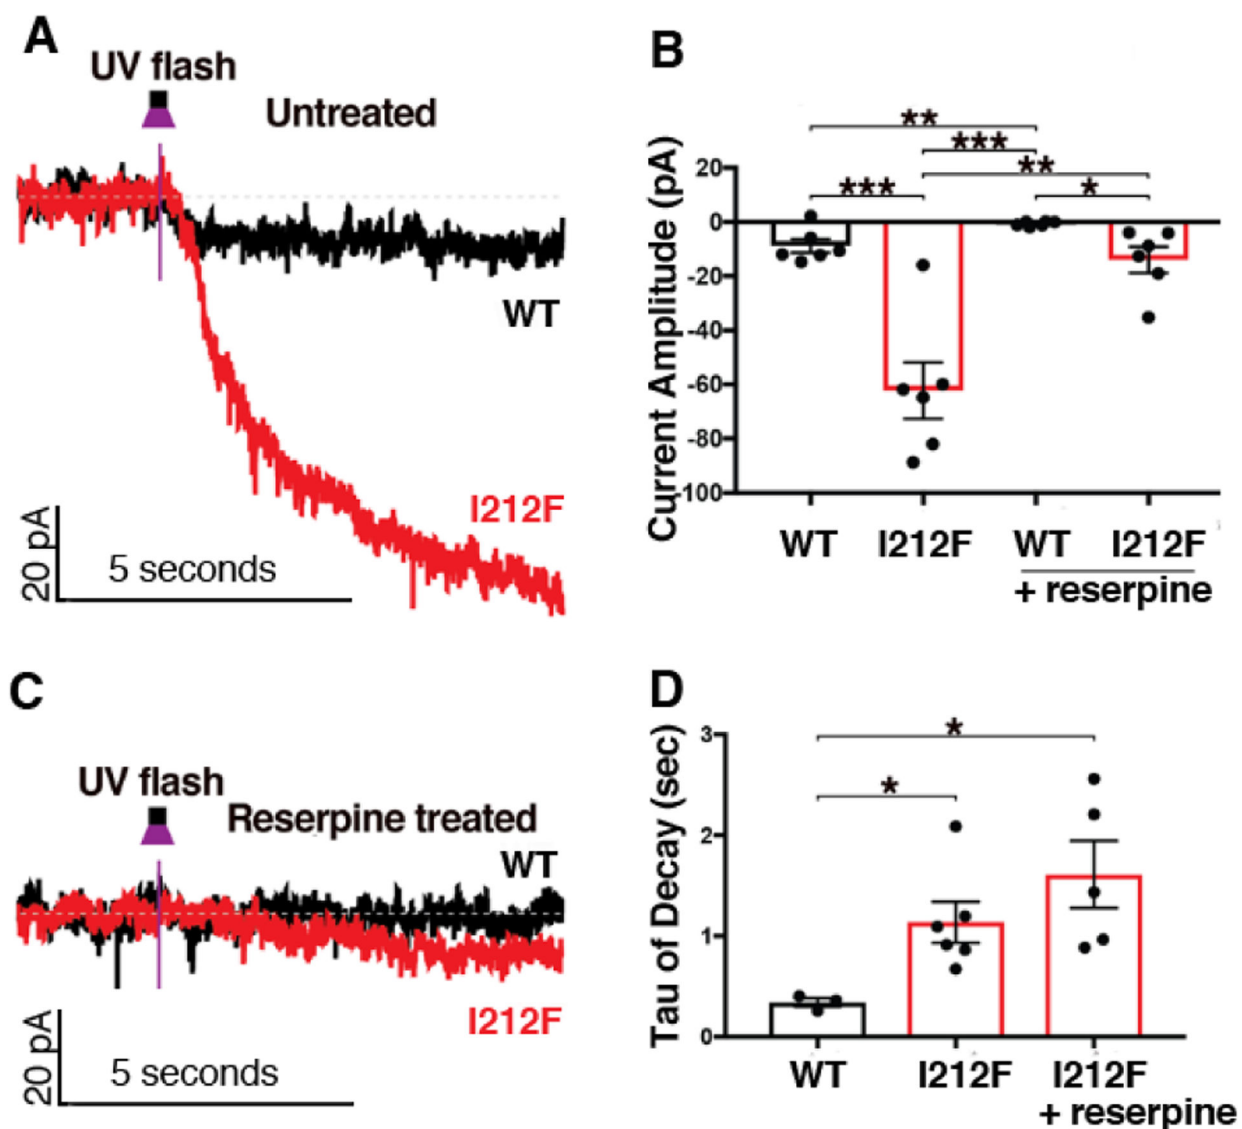 A
UV flash
Untreated
WT
I212F
20 pA
5 seconds
B
Current Amplitude (pA)
20
0
-20
-40
-60
-80
-100
**
***
**
***
*
WT
I212F
WT
I212F
+ reserpine
C
UV flash
Reserpine treated
WT
I212F
20 pA
5 seconds
D
Tau of Decay (sec)
3
2
1
0
*
*
WT
I212F
I212F
+ reserpine